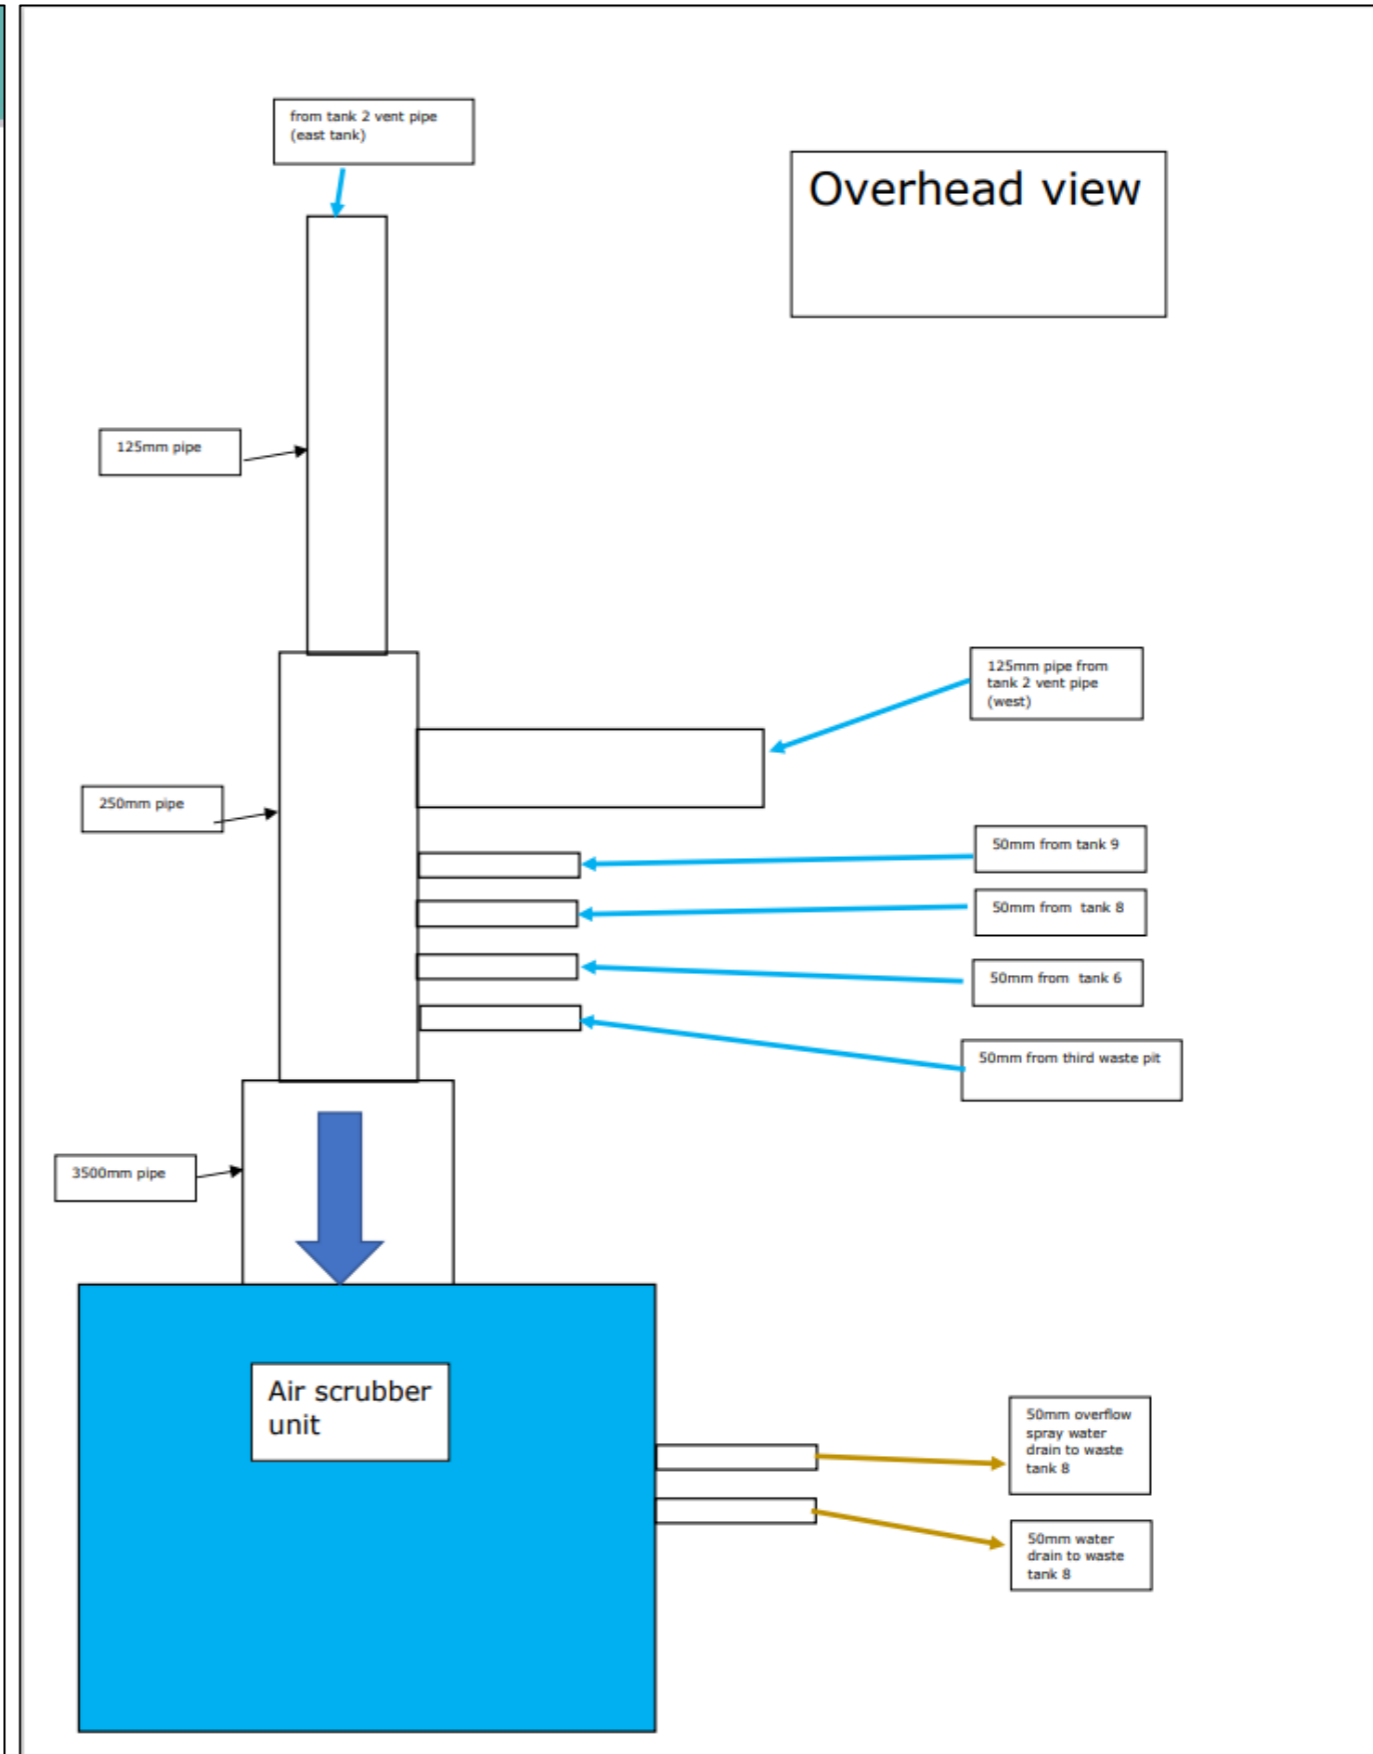 from tank 2 vent pipe
(east tank)
Overhead view
125mm pipe
125mm pipe from
tank 2 vent pipe
(west)
250mm pipe
50mm from tank 9
50mm from  tank 8
50mm from  tank 6
50mm from third waste pit
3500mm pipe
Air scrubber
unit
50mm overflow
spray water
drain to waste
tank 8
50mm water
drain to waste
tank 8